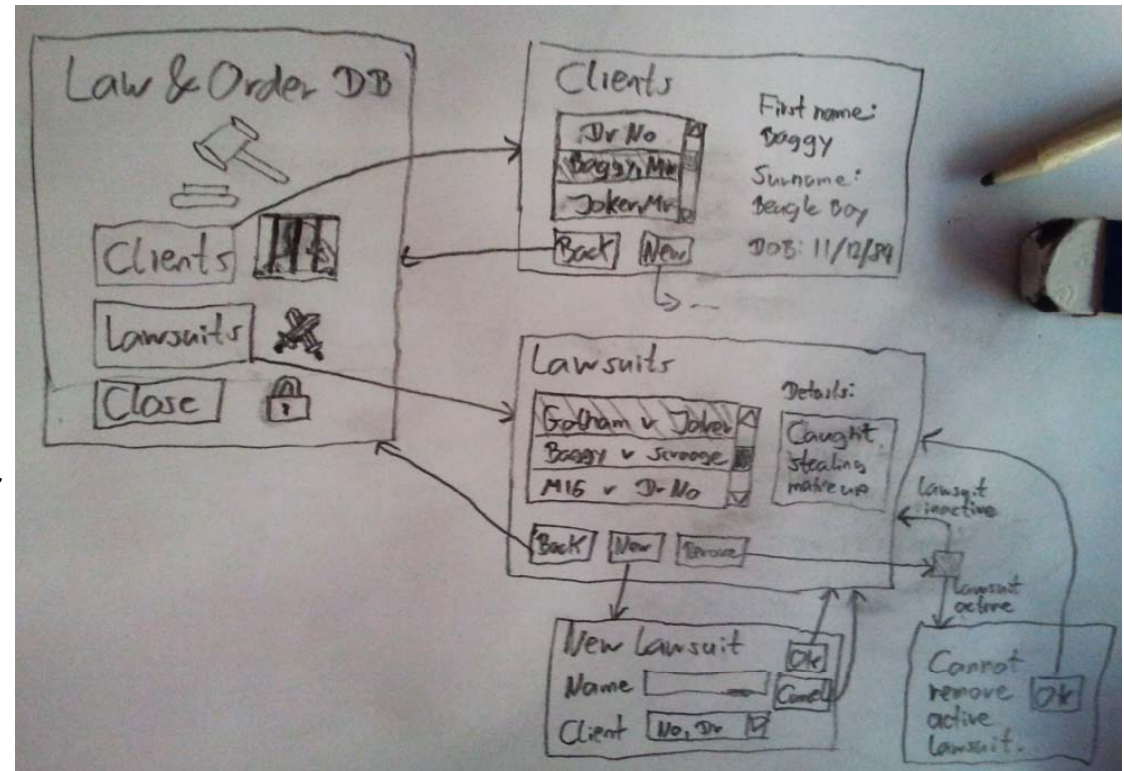 Law & Order DB
Clients
Lawsuits
Close
Clients
Dr No
Baggy, Mr
Joker, Mr
Back
New
First name:
Baggy
Surname:
Beagle Boy
DOB: 11/12/89
Lawsuits
Gotham v Joker
Baggy v Scrooge
MI6 v Dr No
Back
New
Remove
Details:
Caught
stealing
make up
lawsuit
inactive
lawsuit
active
New Lawsuit
Name
Client
No, Dr
Ok
Cancel
Cannot
remove
active
lawsuit.
Ok